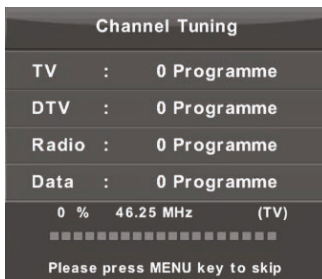 Channel Tuning
TV : 0 Programme
DTV : 0 Programme
Radio : 0 Programme
Data : 0 Programme
0 % 46.25 MHz (TV)
Please press MENU key to skip